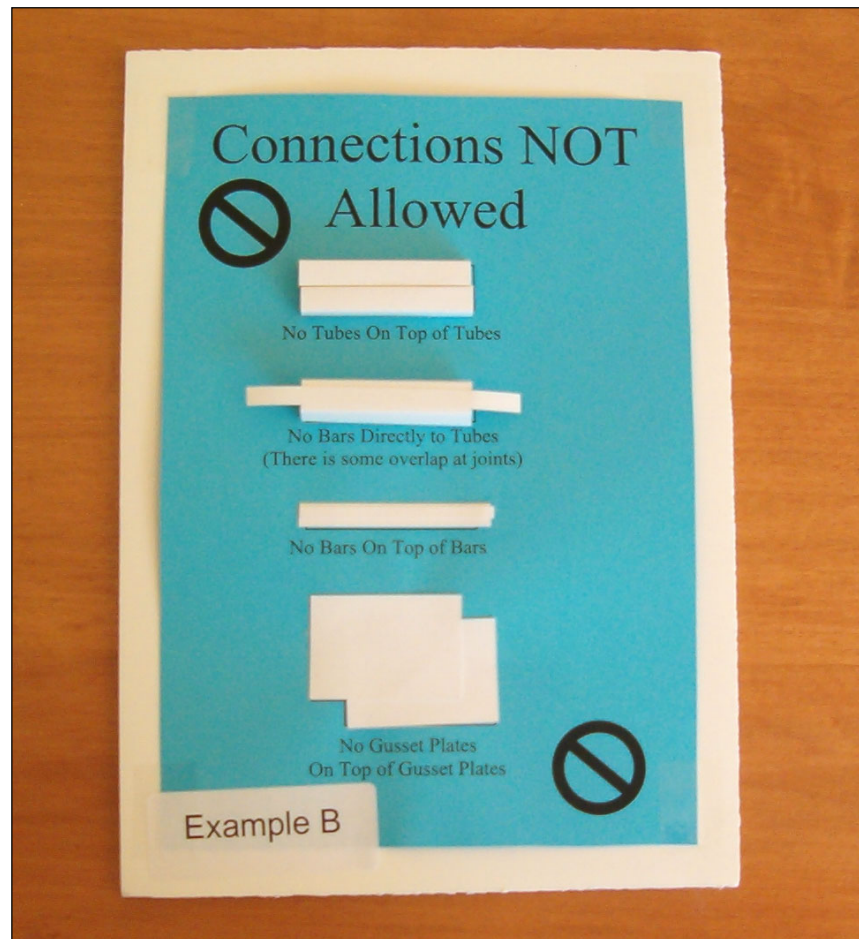 Connections NOT
Allowed
No Tubes On Top of Tubes
No Bars Directly to Tubes
(There is some overlap at joints)
No Bars On Top of Bars
No Gusset Plates
On Top of Gusset Plates
Example B